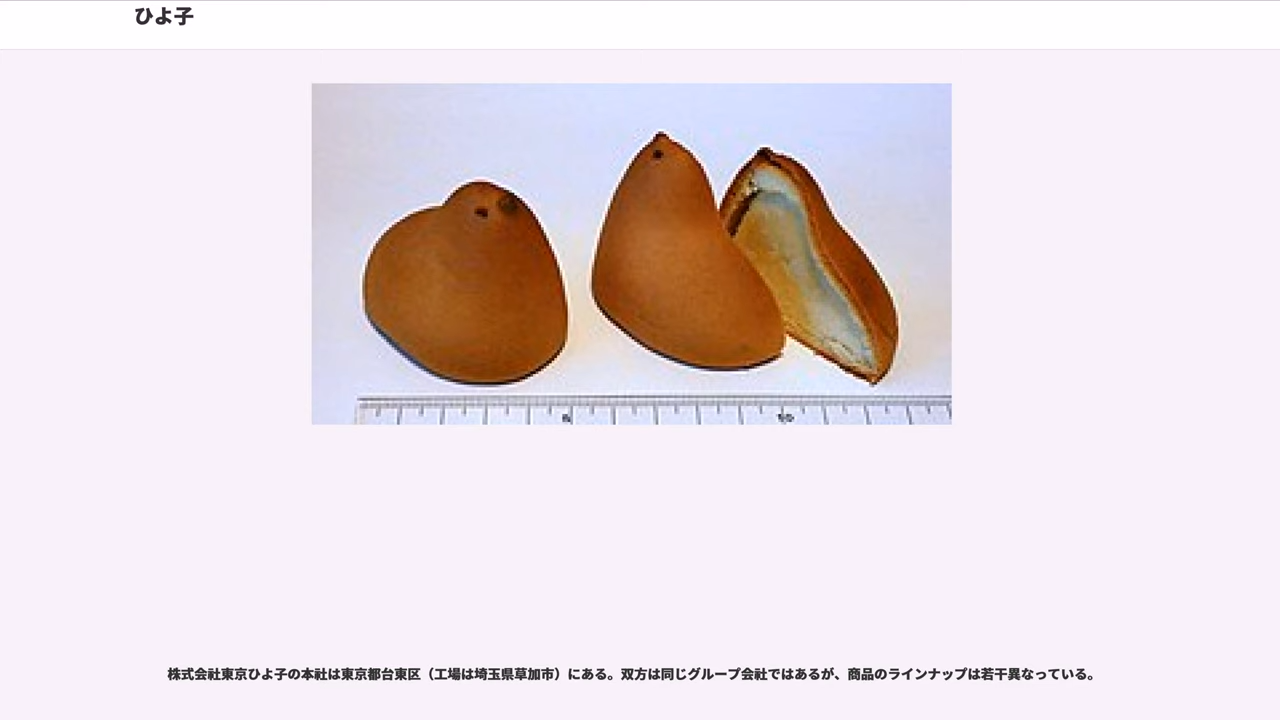 ひよ子
5 10
株式会社東京ひよ子の本社は東京都台東区（工場は埼玉県草加市）にある。双方は同じグループ会社ではあるが、商品のラインナップは若干異なっている。